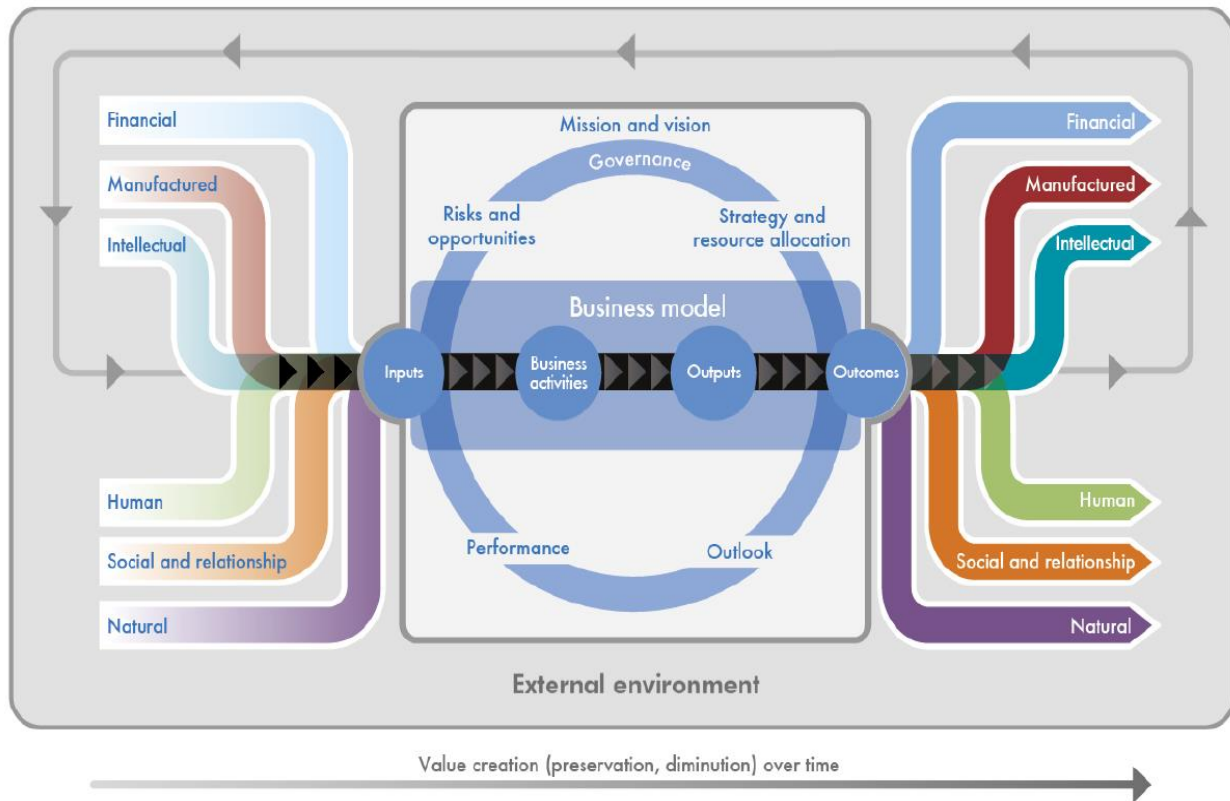 Financial
Manufactured
Intellectual
Human
Social and relationship
Natural
Mission and vision
Governance
Risks and
opportunities
Strategy and
resource allocation
Business model
Inputs
Business
activities
Outputs
Outcomes
Performance
Outlook
Financial
Manufactured
Intellectual
Human
Social and relationship
Natural
External environment
Value creation (preservation, diminution) over time